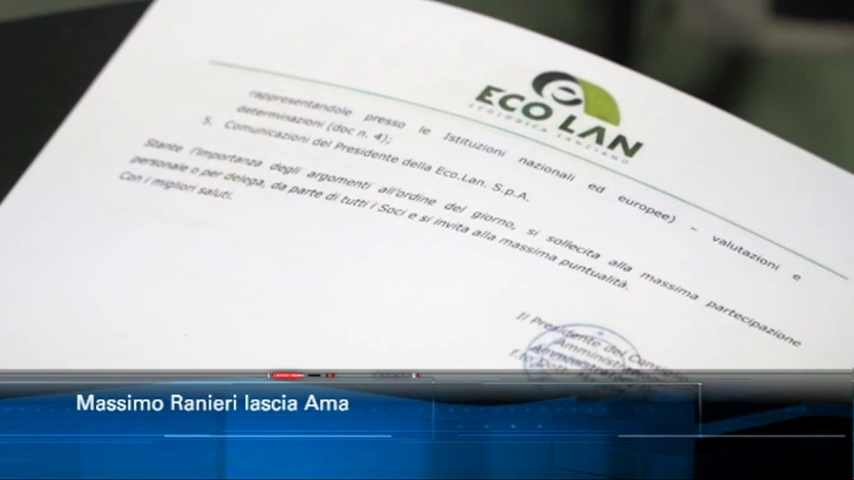 ECO LAN
ECOLOGICA LANCIANO
rappresentandole presso le Istituzioni nazionali ed europee) – valutazioni e
determinazioni (doc n. 4);
5. Comunicazioni del Presidente della Eco.Lan. S.p.A.
Stante l'importanza degli argomenti all'ordine del giorno, si sollecita alla massima partecipazione
personale o per delega, da parte di tutti i Soci e si invita alla massima puntualità.
Con i migliori saluti.
Il Presidente del Consiglio
Massimo Ranieri lascia Ama